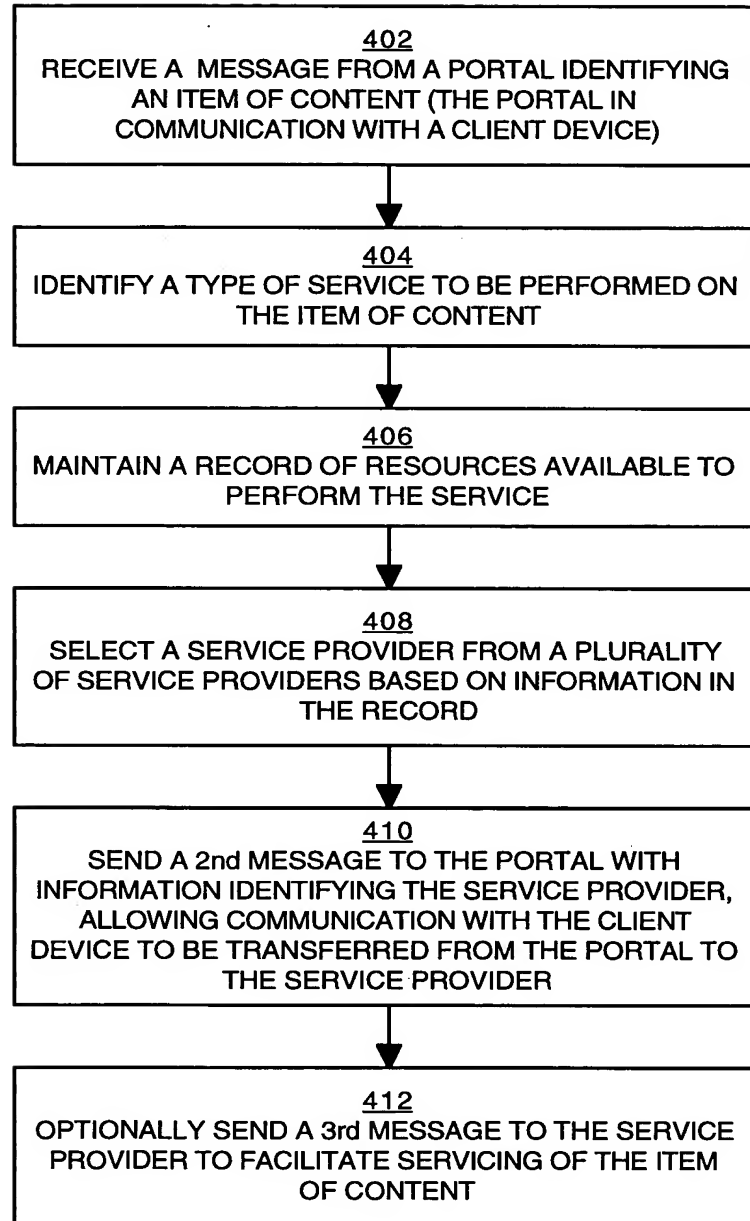 402
RECEIVE A MESSAGE FROM A PORTAL IDENTIFYING
AN ITEM OF CONTENT (THE PORTAL IN
COMMUNICATION WITH A CLIENT DEVICE)
404
IDENTIFY A TYPE OF SERVICE TO BE PERFORMED ON
THE ITEM OF CONTENT
406
MAINTAIN A RECORD OF RESOURCES AVAILABLE TO
PERFORM THE SERVICE
408
SELECT A SERVICE PROVIDER FROM A PLURALITY
OF SERVICE PROVIDERS BASED ON INFORMATION IN
THE RECORD
410
SEND A 2nd MESSAGE TO THE PORTAL WITH
INFORMATION IDENTIFYING THE SERVICE PROVIDER,
ALLOWING COMMUNICATION WITH THE CLIENT
DEVICE TO BE TRANSFERRED FROM THE PORTAL TO
THE SERVICE PROVIDER
412
OPTIONALLY SEND A 3rd MESSAGE TO THE SERVICE
PROVIDER TO FACILITATE SERVICING OF THE ITEM
OF CONTENT